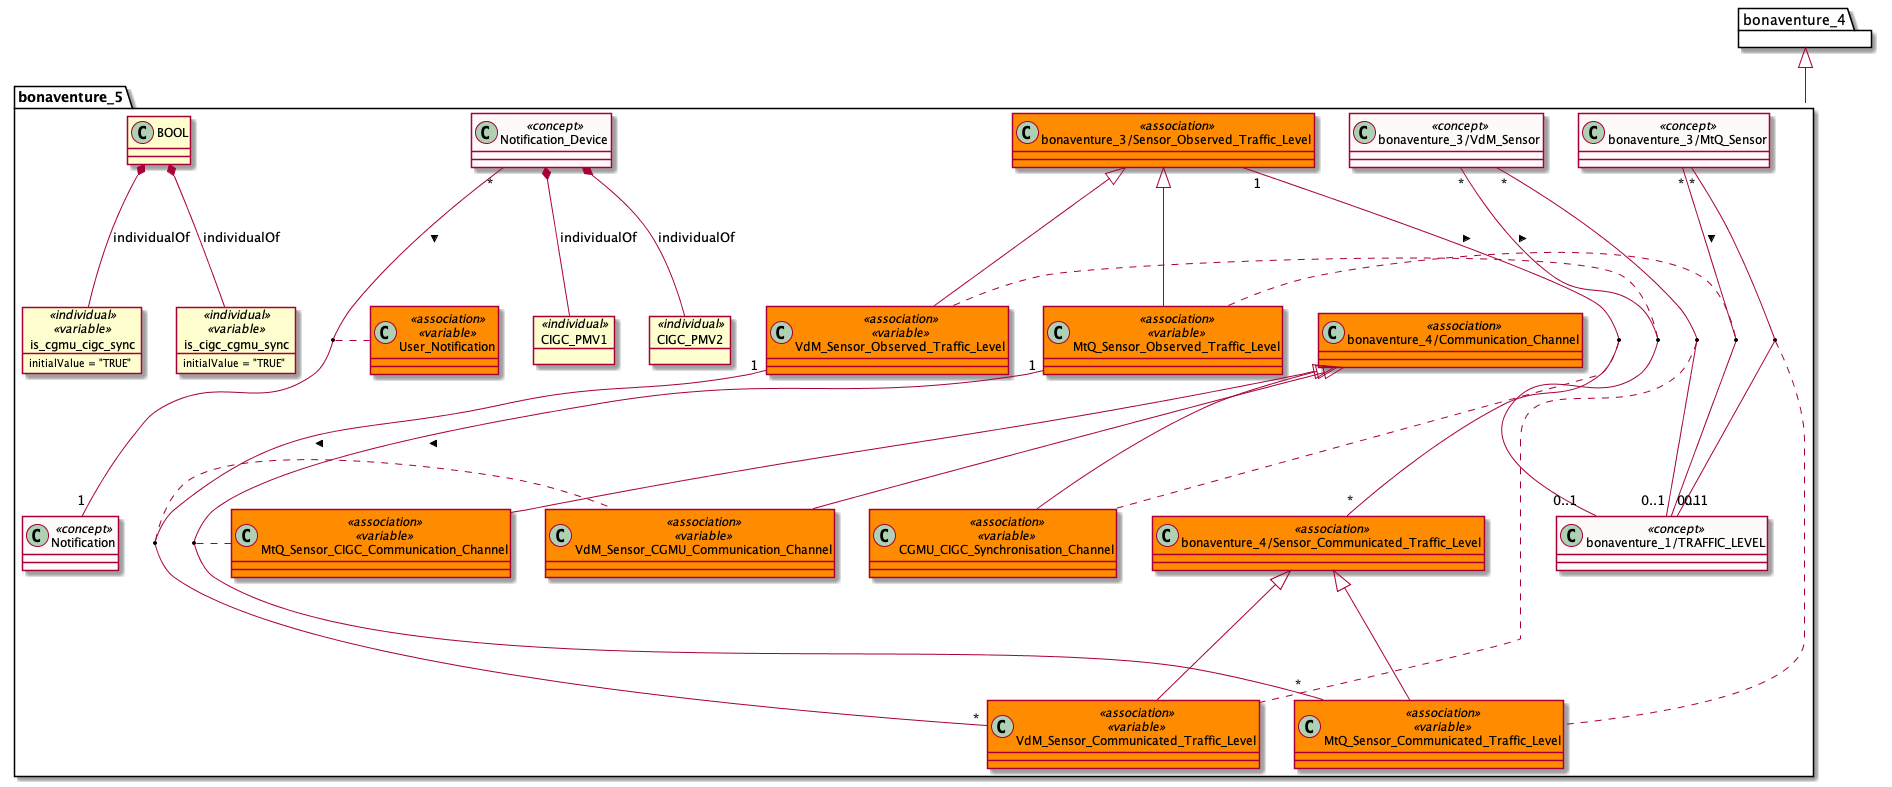 bonaventure_4
bonaventure_5
BOOL
«concept»
Notification_Device
«association»
bonaventure_3/Sensor_Observed_Traffic_Level
«concept»
bonaventure_3/VdM_Sensor
«concept»
bonaventure_3/MtQ_Sensor
*
1
*
*
*
*
individualOf
individualOf
individualOf
individualOf
«individual»
«variable»
is_cgmu_cigc_sync
initialValue = "TRUE"
«individual»
«variable»
is_cigc_cgmu_sync
initialValue = "TRUE"
«association»
«variable»
User_Notification
«individual»
CIGC_PMV1
«individual»
CIGC_PMV2
«association»
«variable»
VdM_Sensor_Observed_Traffic_Level
«association»
«variable»
MtQ_Sensor_Observed_Traffic_Level
«association»
bonaventure_4/Communication_Channel
1
1
1
*
0..1
0..1
«concept»
Notification
«association»
«variable»
MtQ_Sensor_CIGC_Communication_Channel
«association»
«variable»
VdM_Sensor_CGMU_Communication_Channel
«association»
«variable»
CGMU_CIGC_Synchronisation_Channel
«association»
bonaventure_4/Sensor_Communicated_Traffic_Level
«concept»
bonaventure_1/TRAFFIC_LEVEL
*
*
«association»
«variable»
VdM_Sensor_Communicated_Traffic_Level
«association»
«variable»
MtQ_Sensor_Communicated_Traffic_Level